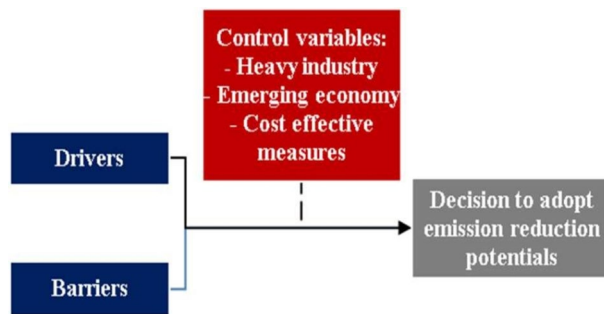 Control variables:
- Heavy industry
- Emerging economy
- Cost effective
measures
Drivers
Decision to adopt
emission reduction
potentials
Barriers